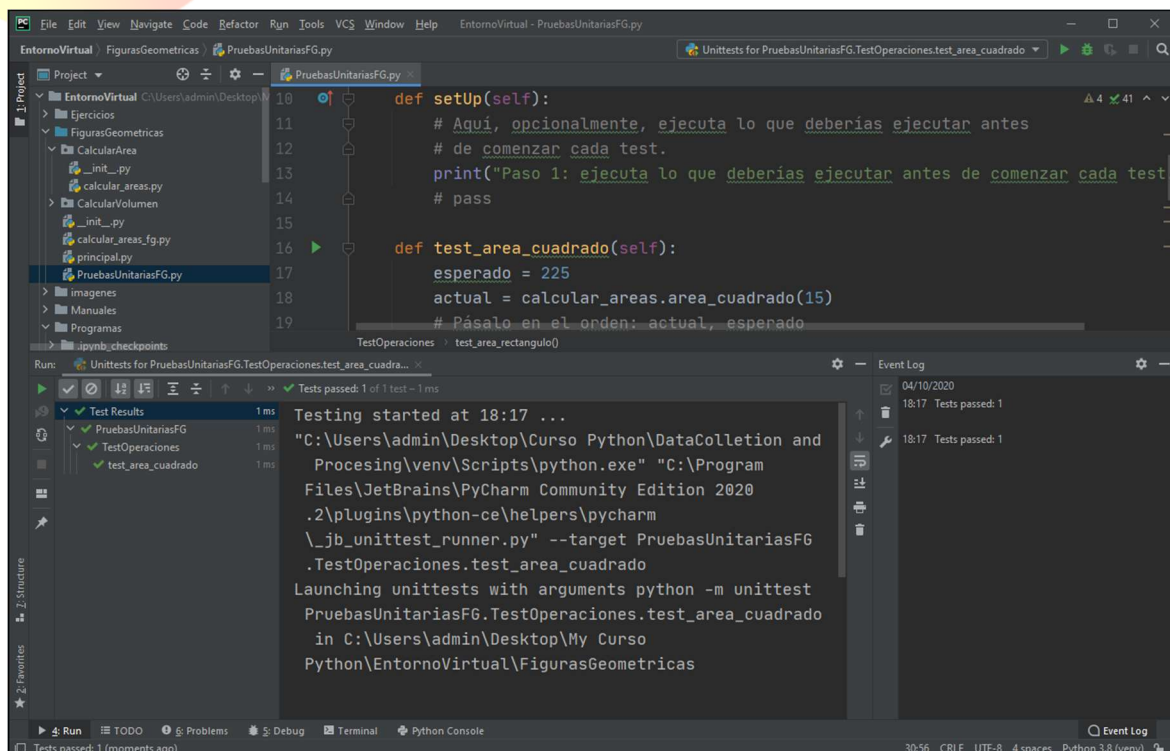 File Edit View Navigate Code Refactor Run Tools VCS Window Help EntornoVirtual - PruebasUnitariasFG.py
EntornoVirtual FigurasGeometricas PruebasUnitariasFG.py
Unittests for PruebasUnitariasFG.TestOperaciones.test_area_cuadrado
1: Project
Project
EntornoVirtual C:\Users\admin\Desktop\M
Ejercicios
FigurasGeometricas
CalcularArea
__init__.py
calcular_areas.py
CalcularVolumen
__init__.py
calcular_areas_fg.py
principal.py
PruebasUnitariasFG.py
imagenes
Manuales
Programas
.ipynb_checkpoints
PruebasUnitariasFG.py
4 41
10 def setUp(self):
11 # Aquí, opcionalmente, ejecuta lo que deberías ejecutar antes
12 # de comenzar cada test.
13 print("Paso 1: ejecuta lo que deberías ejecutar antes de comenzar cada test
14 # pass
15
16 def test_area_cuadrado(self):
17 esperado = 225
18 actual = calcular_areas.area_cuadrado(15)
19 # Pásalo en el orden: actual, esperado
TestOperaciones test_area_rectangulo()
Run: Unittests for PruebasUnitariasFG.TestOperaciones.test_area_cuadra...
Tests passed: 1 of 1 test – 1 ms
Test Results 1 ms
PruebasUnitariasFG 1 ms
TestOperaciones 1 ms
test_area_cuadrado 1 ms
Testing started at 18:17 ...
"C:\Users\admin\Desktop\Curso Python\DataColletion and
Procesing\venv\Scripts\python.exe" "C:\Program
Files\JetBrains\PyCharm Community Edition 2020
.2\plugins\python-ce\helpers\pycharm
\_jb_unittest_runner.py" --target PruebasUnitariasFG
.TestOperaciones.test_area_cuadrado
Launching unittests with arguments python -m unittest
PruebasUnitariasFG.TestOperaciones.test_area_cuadrado
in C:\Users\admin\Desktop\My Curso
Python\EntornoVirtual\FigurasGeometricas
Event Log
04/10/2020
18:17 Tests passed: 1
18:17 Tests passed: 1
7: Structure
2: Favorites
4: Run TODO 6: Problems 5: Debug Terminal Python Console Event Log
Tests passed: 1 (moments ago) 30:56 CRLF UTF-8 4 spaces Python 3.8 (venv)